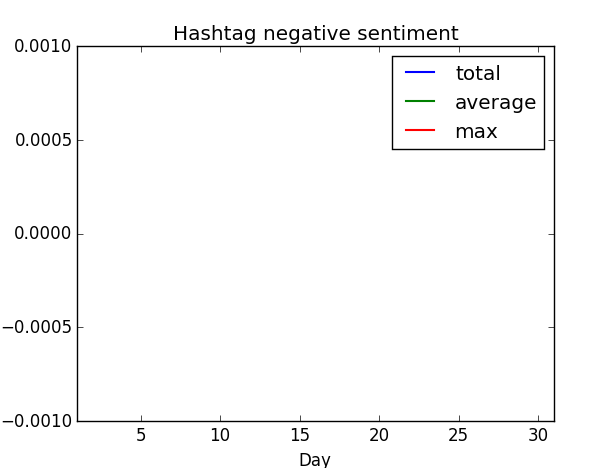 Hashtag negative sentiment
0.0010
0.0005
0.0000
−0.0005
−0.0010
total
average
max
5 10 15 20 25 30
Day